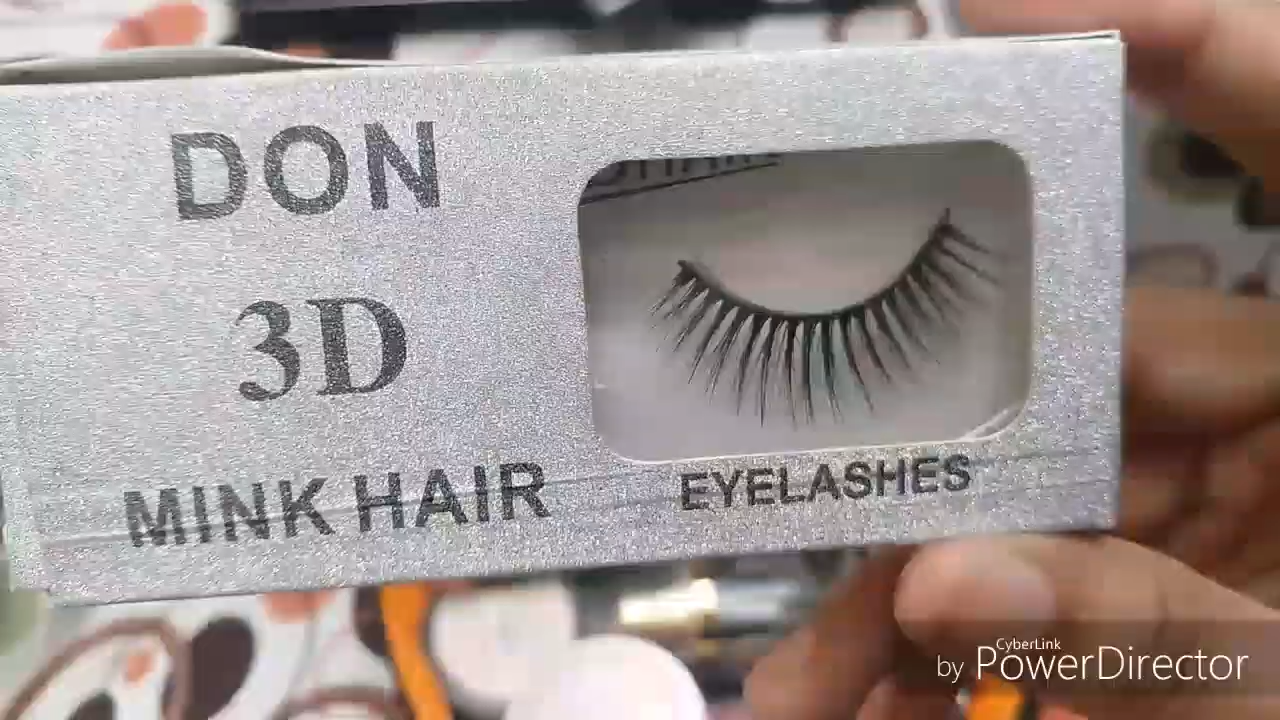 DON
3D
MINK HAIR
EYELASHES
CyberLink
by PowerDirector